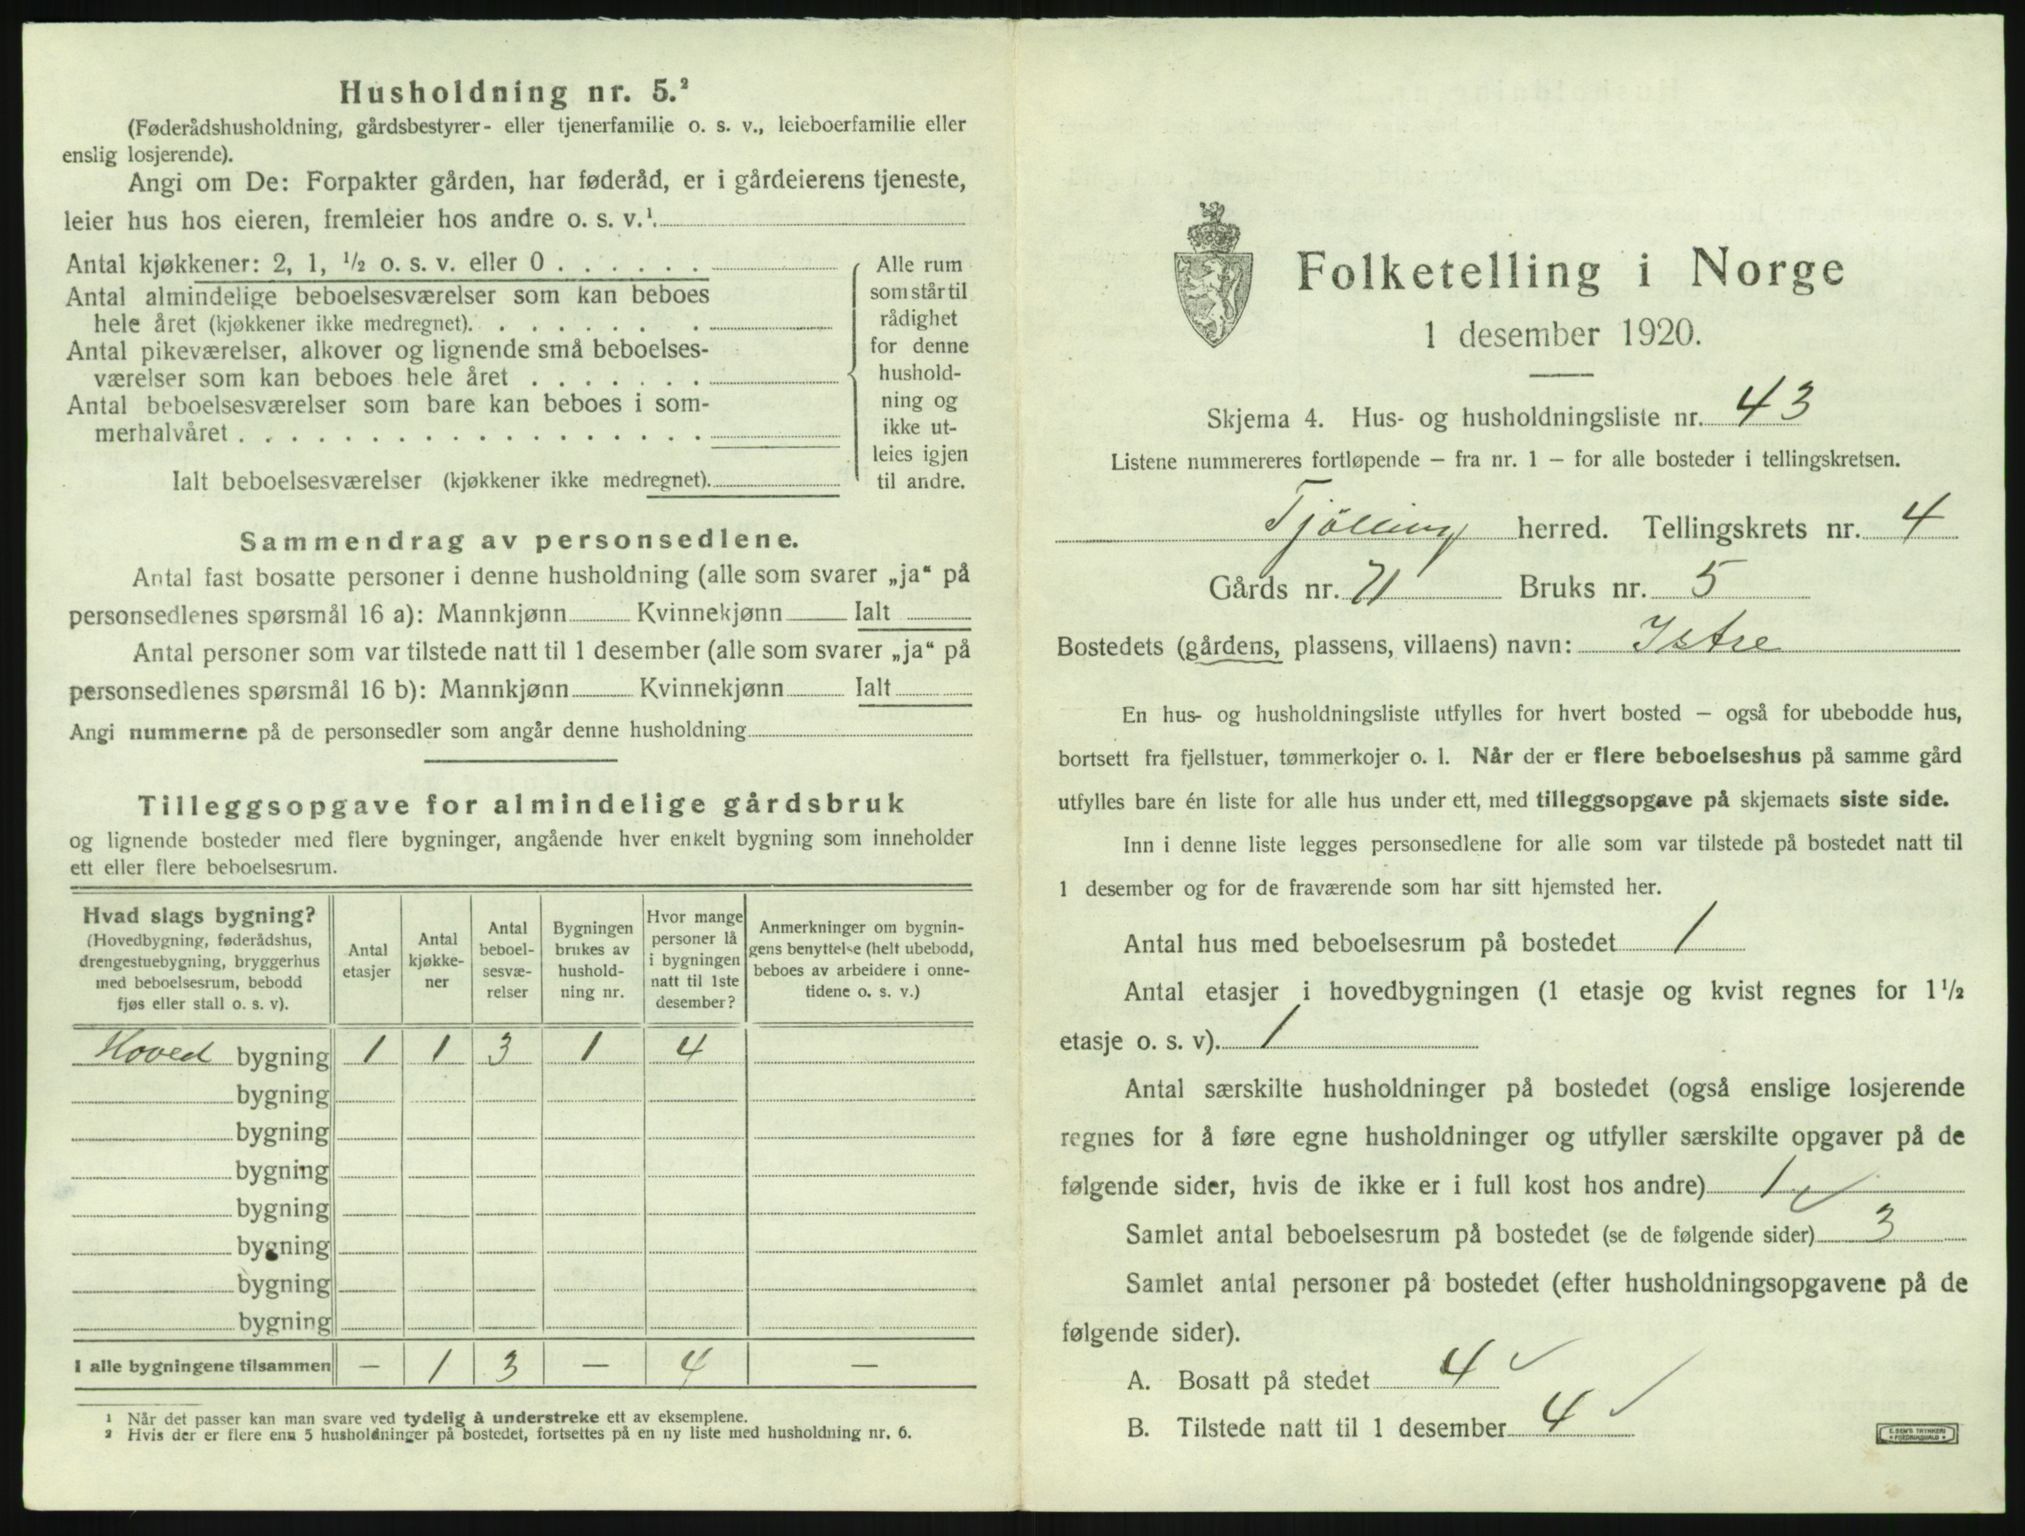 Husholdning nr. 5.²
(Føderådshusholdning, gårdsbestyrer- eller tjenerfamilie o. s. v., leieboerfamilie eller
enslig losjerende).
Angi om De: Forpakter gården, har føderåd, er i gårdeierens tjeneste,
leier hus hos eieren, fremleier hos andre o. s. v.¹.
Antal kjøkkener: 2, 1, ½ o. s. v. eller 0 . . . . . .
Antal almindelige beboelsesværelser som kan beboes
hele året (kjøkkener ikke medregnet). . . . . . . . .
Antal pikeværelser, alkover og lignende små beboelses-
værelser som kan beboes hele året . . . . . . .
Antal beboelsesværelser som bare kan beboes i som-
merhalvåret . . . . . . . . . . . . . . . . . .
Ialt beboelsesværelser (kjøkkener ikke medregnet).
Alle rum
som står til
rådighet
for denne
hushold-
ning og
ikke ut-
leies igjen
til andre.
Sammendrag av personsedlene.
Antal fast bosatte personer i denne husholdning (alle som svarer „ja“ på
personsedlenes spørsmål 16 a): Mannkjønn Kvinnekjønn Ialt
Antal personer som var tilstede natt til 1 desember (alle som svarer „ja“ på
personsedlenes spørsmål 16 b): Mannkjønn Kvinnekjønn Ialt
Angi nummerne på de personsedler som angår denne husholdning
Tilleggsopgave for almindelige gårdsbruk
og lignende bosteder med flere bygninger, angående hver enkelt bygning som inneholder
ett eller flere beboelsesrum.
Hvad slags bygning?
(Hovedbygning, føderådshus,
drengestuebygning, bryggerhus
med beboelsesrum, bebodd
fjøs eller stall o. s. v).
Antal
etasjer
Antal
kjøkke-
ner
Antal
beboel-
sesvæ-
relser
Bygningen
brukes av
hushold-
ning nr.
Hvor mange
personer lå
i bygningen
natt til 1ste
desember?
Anmerkninger om bygnin-
gens benyttelse (helt ubebodd,
beboes av arbeidere i onne-
tidene o. s. v.)
Hoved bygning 1 1 3 1 4
bygning
bygning
bygning
bygning
bygning
bygning
bygning
I alle bygningene tilsammen — 1 3 — 4 —
¹ Når det passer kan man svare ved tydelig å understreke ett av eksemplene.
² Hvis der er flere enn 5 husholdninger på bostedet, fortsettes på en ny liste med husholdning nr. 6.
Folketelling i Norge
1 desember 1920.
Skjema 4. Hus- og husholdningsliste nr. 43
Listene nummereres fortløpende – fra nr. 1 – for alle bosteder i tellingskretsen.
Tjölling herred. Tellingskrets nr. 4
Gårds nr. 71 Bruks nr. 5
Bostedets (gårdens, plassens, villaens) navn: Istre
En hus- og husholdningsliste utfylles for hvert bosted – også for ubebodde hus,
bortsett fra fjellstuer, tømmerkojer o. l. Når der er flere beboelseshus på samme gård
utfylles bare én liste for alle hus under ett, med tilleggsopgave på skjemaets siste side.
Inn i denne liste legges personsedlene for alle som var tilstede på bostedet natt til
1 desember og for de fraværende som har sitt hjemsted her.
Antal hus med beboelsesrum på bostedet 1
Antal etasjer i hovedbygningen (1 etasje og kvist regnes for 1½
etasje o. s. v). 1
Antal særskilte husholdninger på bostedet (også enslige losjerende
regnes for å føre egne husholdninger og utfyller særskilte opgaver på de
følgende sider, hvis de ikke er i full kost hos andre) 1 ✓
Samlet antal beboelsesrum på bostedet (se de følgende sider) 3
Samlet antal personer på bostedet (efter husholdningsopgavene på de
følgende sider).
A. Bosatt på stedet 4 ✓
B. Tilstede natt til 1 desember 4 ✓